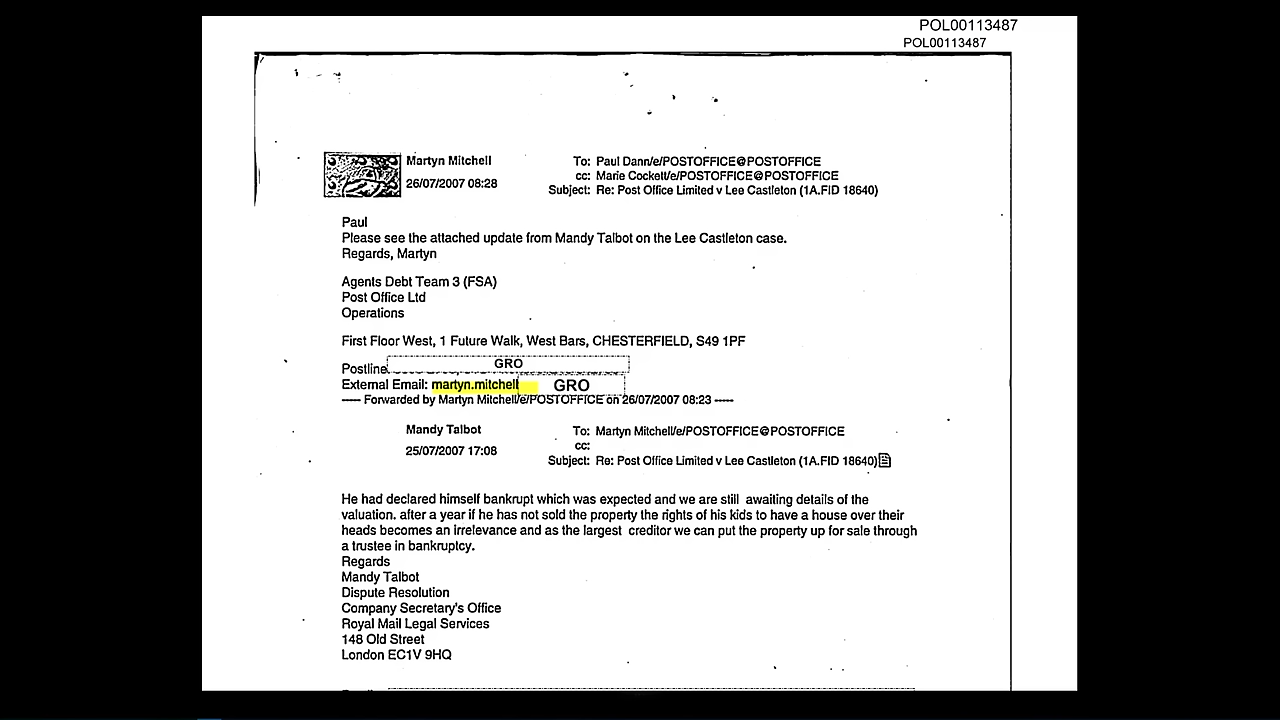 POL00113487
POL00113487
Martyn Mitchell
26/07/2007 08:28
To: Paul Dann/e/POSTOFFICE@POSTOFFICE
cc: Marie Cockett/e/POSTOFFICE@POSTOFFICE
Subject: Re: Post Office Limited v Lee Castleton (1A.FID 18640)
Paul
Please see the attached update from Mandy Talbot on the Lee Castleton case.
Regards, Martyn
Agents Debt Team 3 (FSA)
Post Office Ltd
Operations
First Floor West, 1 Future Walk, West Bars, CHESTERFIELD, S49 1PF
Postline GRO
External Email: martyn.mitchell GRO
----- Forwarded by Martyn Mitchell/e/POSTOFFICE on 26/07/2007 08:23 -----
Mandy Talbot
25/07/2007 17:08
To: Martyn Mitchell/e/POSTOFFICE@POSTOFFICE
cc:
Subject: Re: Post Office Limited v Lee Castleton (1A.FID 18640)
He had declared himself bankrupt which was expected and we are still awaiting details of the
valuation. after a year if he has not sold the property the rights of his kids to have a house over their
heads becomes an irrelevance and as the largest creditor we can put the property up for sale through
a trustee in bankruptcy.
Regards
Mandy Talbot
Dispute Resolution
Company Secretary's Office
Royal Mail Legal Services
148 Old Street
London EC1V 9HQ